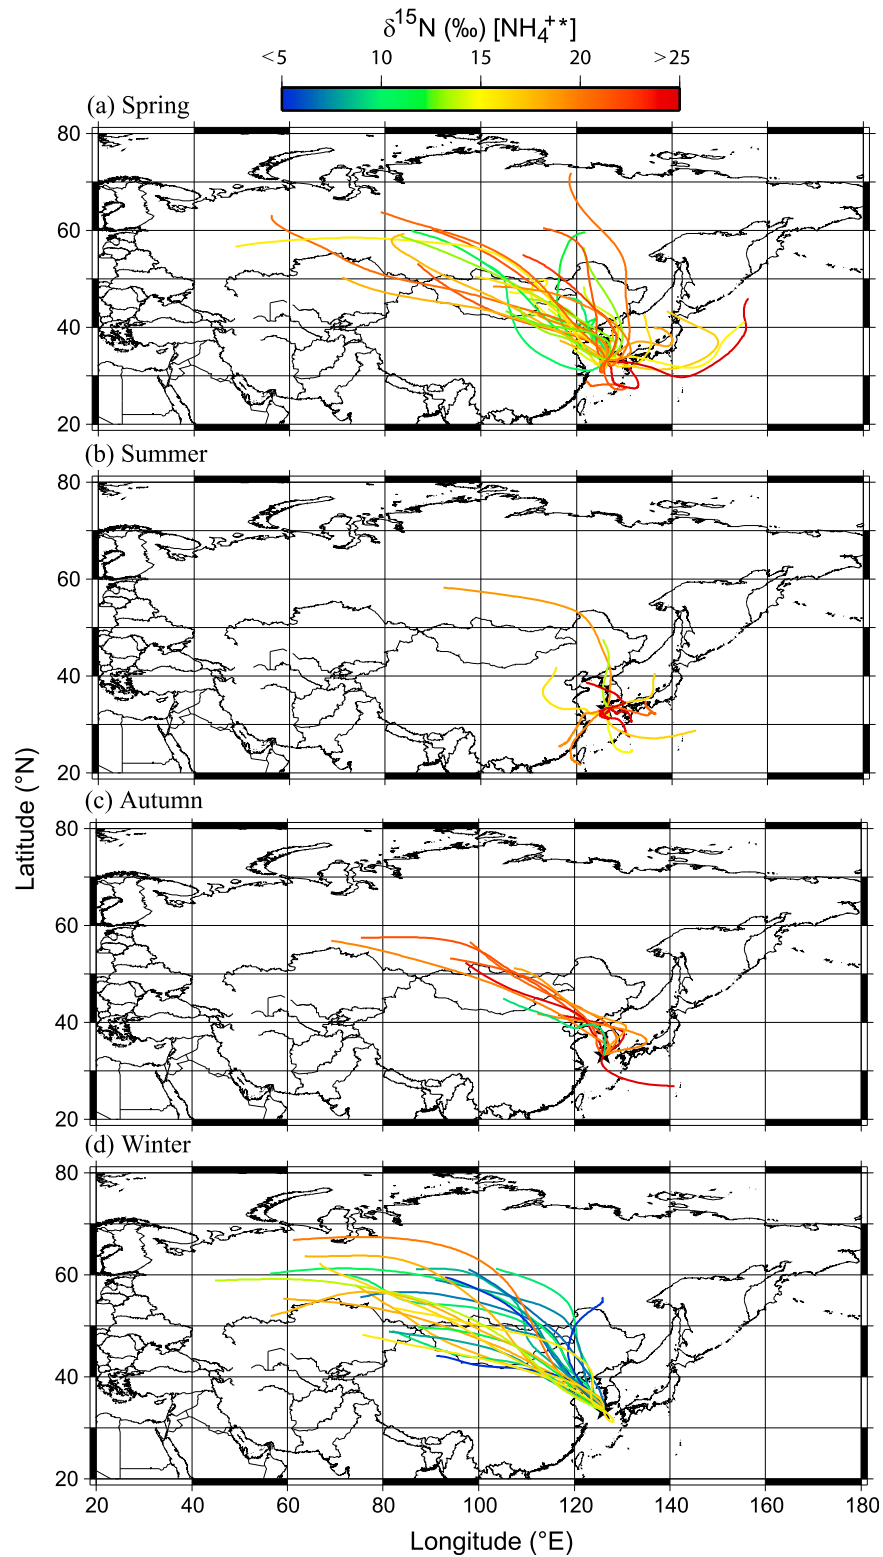 δ15N (‰) [NH4+*]
<5 10 15 20 >25
(a) Spring
80
60
40
20
(b) Summer
80
60
40
20
(c) Autumn
80
60
40
20
(d) Winter
80
60
40
20
20 40 60 80 100 120 140 160 180
Latitude (°N)
Longitude (°E)